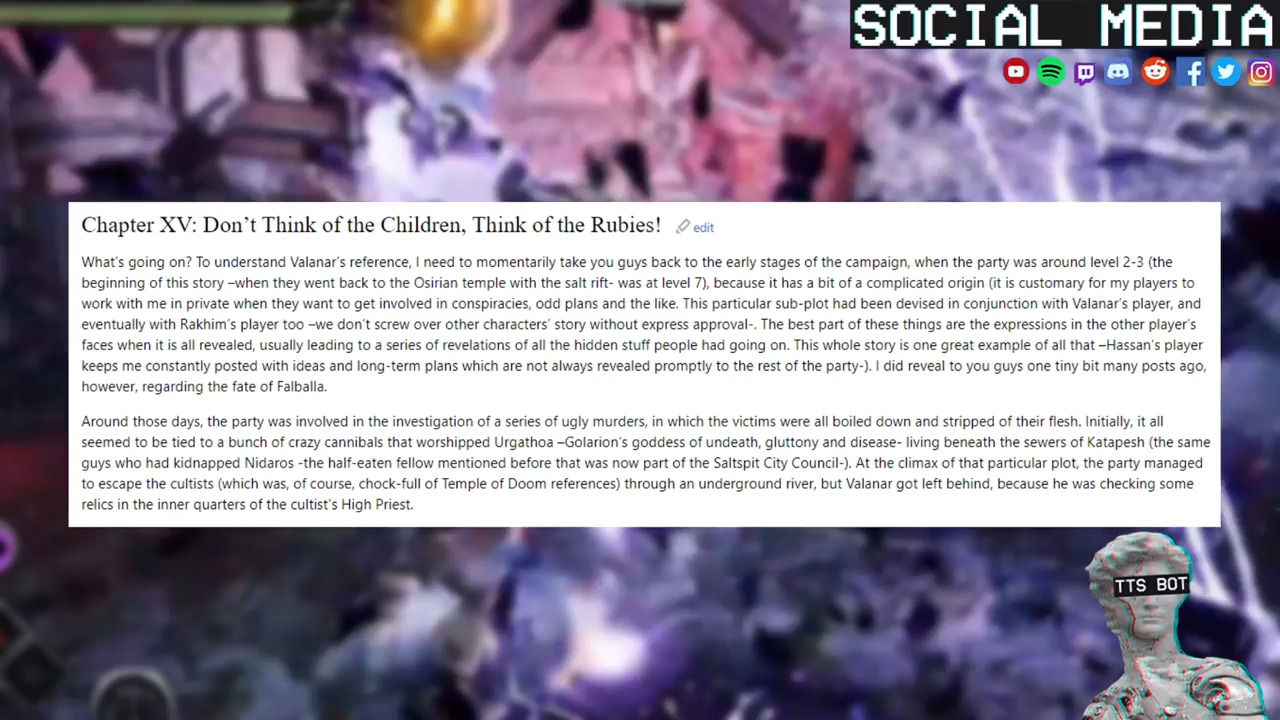 SOCIAL MEDIA
Chapter XV: Don’t Think of the Children, Think of the Rubies! edit
What’s going on? To understand Valanar’s reference, I need to momentarily take you guys back to the early stages of the campaign, when the party was around level 2-3 (the
beginning of this story –when they went back to the Osirian temple with the salt rift- was at level 7), because it has a bit of a complicated origin (it is customary for my players to
work with me in private when they want to get involved in conspiracies, odd plans and the like. This particular sub-plot had been devised in conjunction with Valanar’s player, and
eventually with Rakhim’s player too –we don’t screw over other characters’ story without express approval-. The best part of these things are the expressions in the other player’s
faces when it is all revealed, usually leading to a series of revelations of all the hidden stuff people had going on. This whole story is one great example of all that –Hassan’s player
keeps me constantly posted with ideas and long-term plans which are not always revealed promptly to the rest of the party-). I did reveal to you guys one tiny bit many posts ago,
however, regarding the fate of Falballa.
Around those days, the party was involved in the investigation of a series of ugly murders, in which the victims were all boiled down and stripped of their flesh. Initially, it all
seemed to be tied to a bunch of crazy cannibals that worshipped Urgathoa –Golarion’s goddess of undeath, gluttony and disease- living beneath the sewers of Katapesh (the same
guys who had kidnapped Nidaros -the half-eaten fellow mentioned before that was now part of the Saltspit City Council-). At the climax of that particular plot, the party managed
to escape the cultists (which was, of course, chock-full of Temple of Doom references) through an underground river, but Valanar got left behind, because he was checking some
relics in the inner quarters of the cultist’s High Priest.
TTS BOT